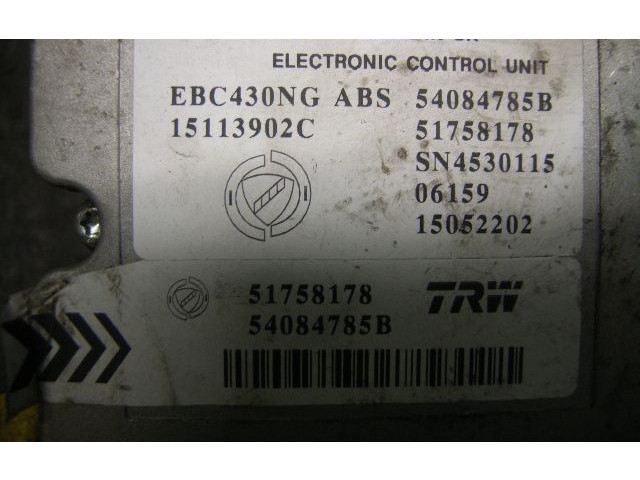 ELECTRONIC CONTROL UNIT
EBC430NG ABS 54084785B
15113902C 51758178
SN4530115
06159
15052202
51758178 TRW
54084785B